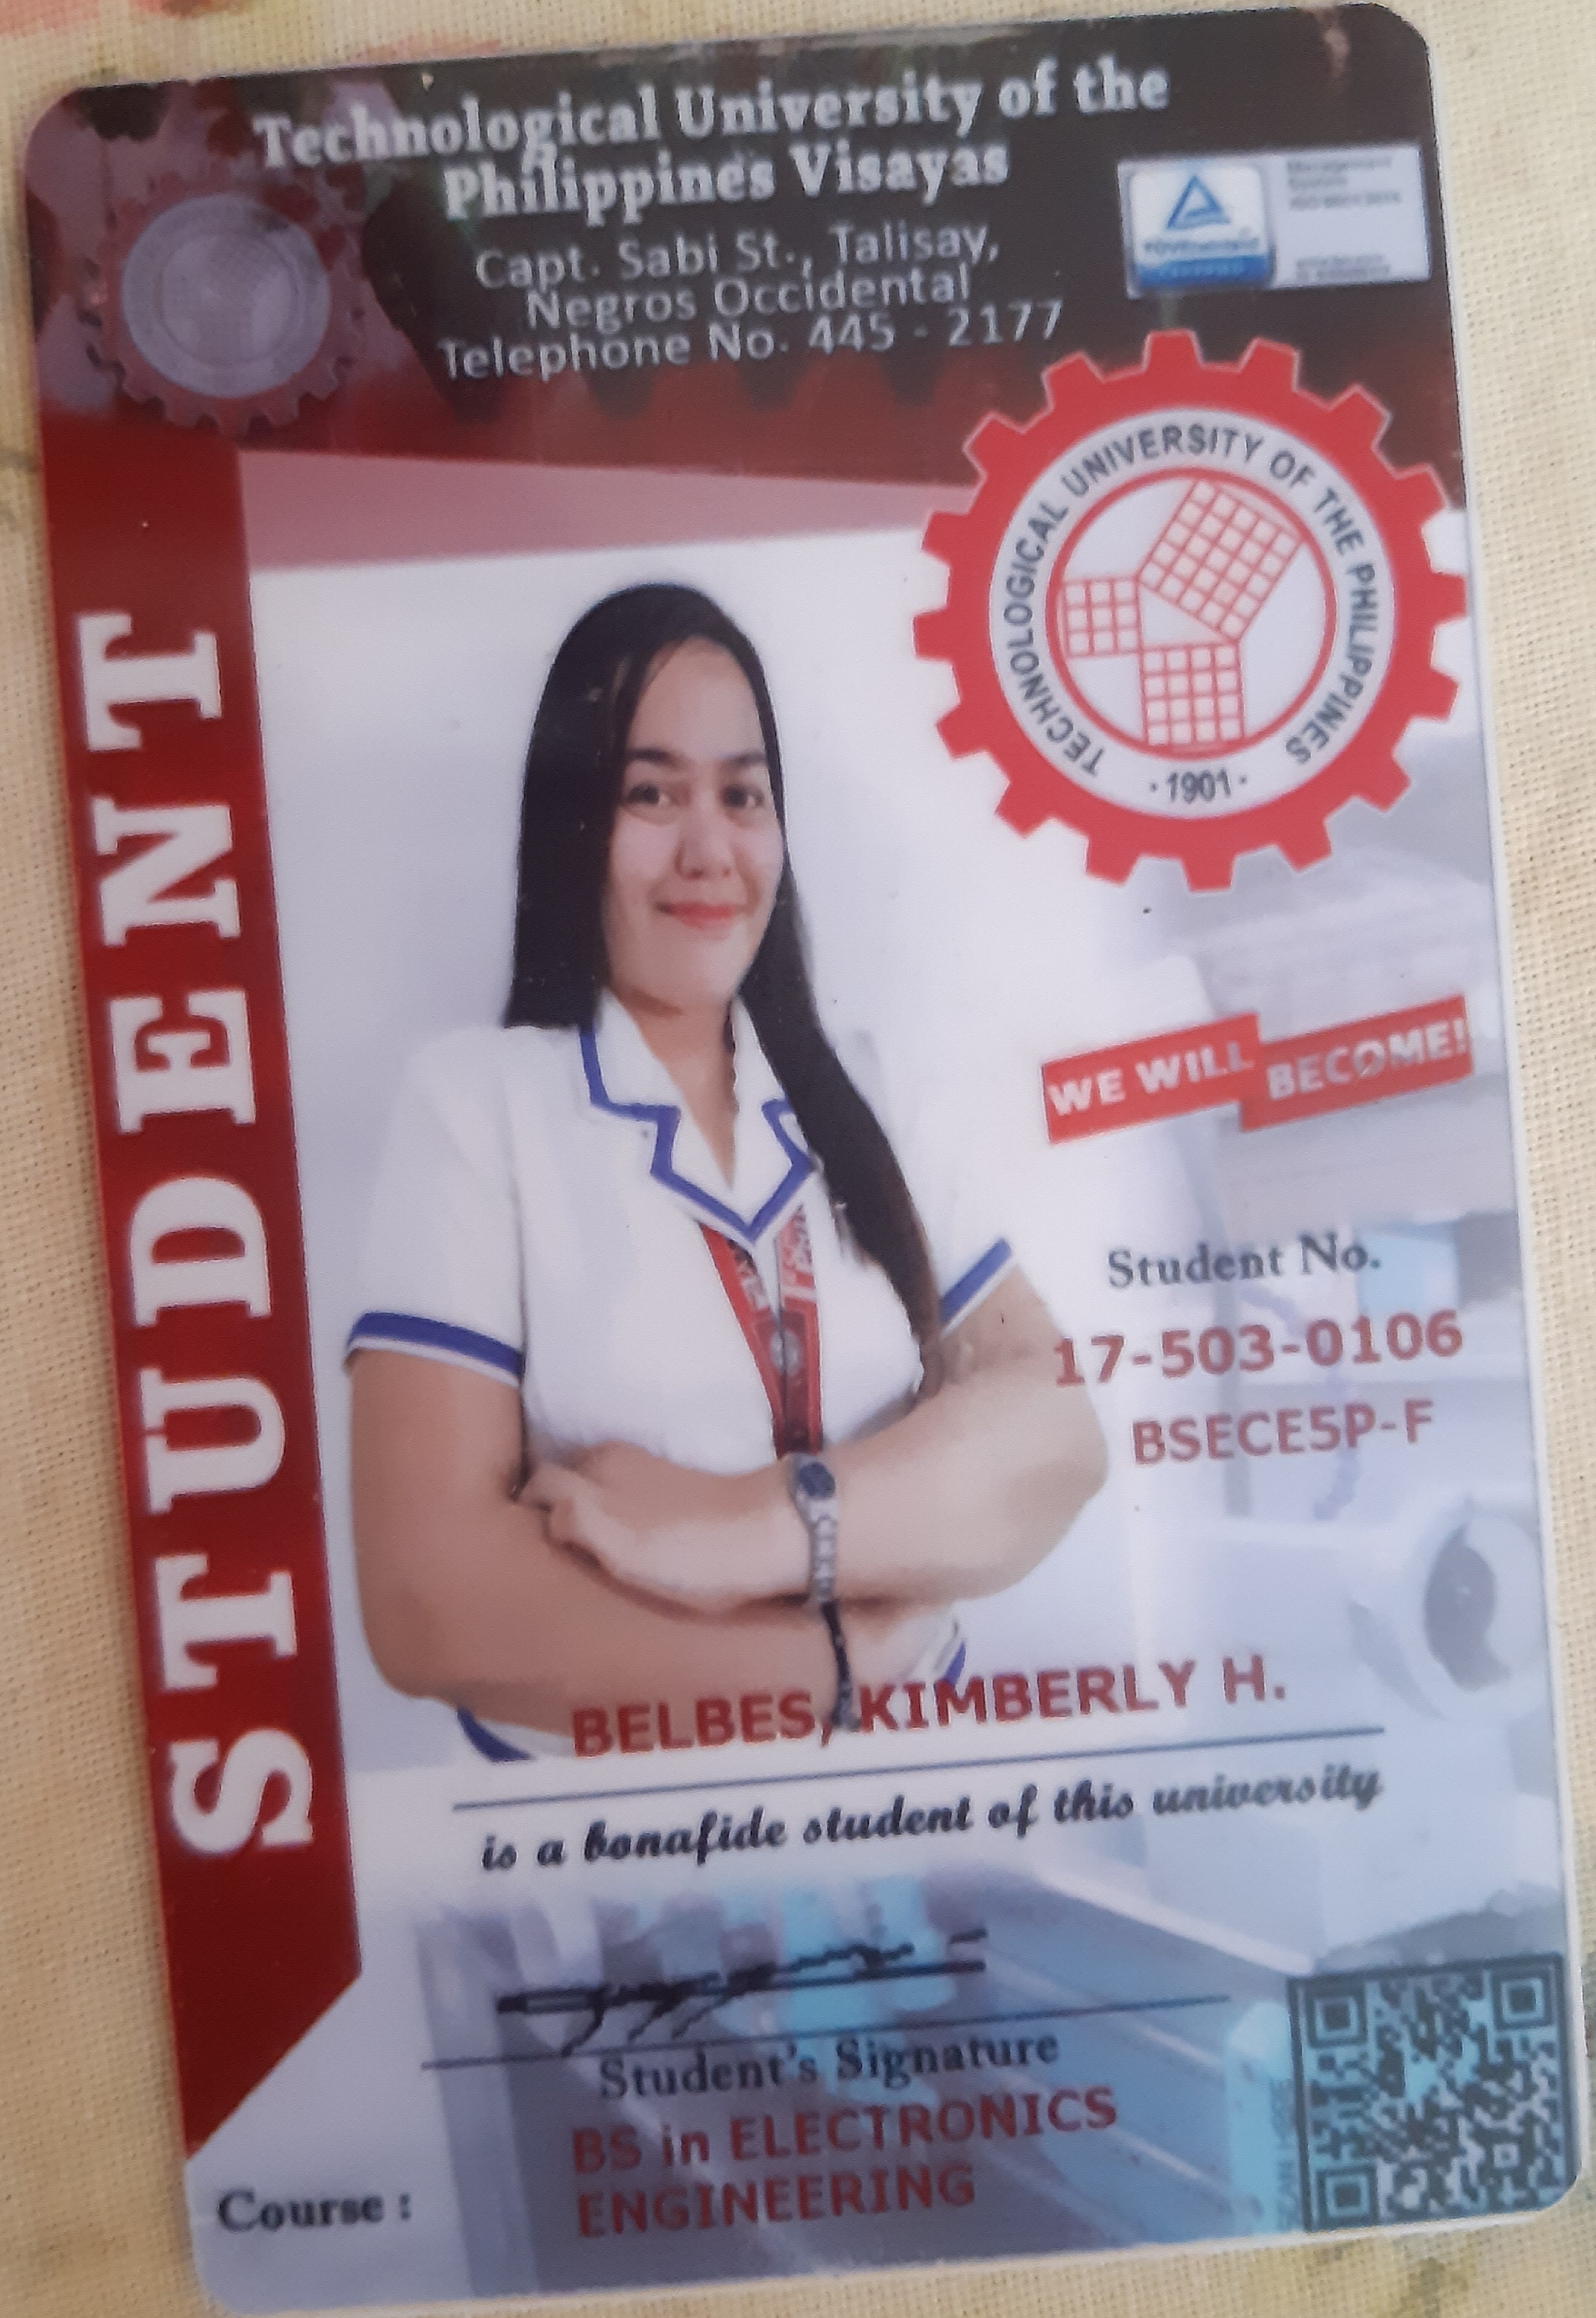 Technological University of the
Philippines Visayas
Capt. Sabi St., Talisay,
Negros Occidental
Telephone No. 445 - 2177
TECHNOLOGICAL UNIVERSITY OF THE PHILIPPINES
· 1901 ·
STUDENT
WE WILL BECOME!
Student No.
17-503-0106
BSECE5P-F
BELBES, KIMBERLY H.
is a bonafide student of this university
Student's Signature
Course :
BS in ELECTRONICS
ENGINEERING
SCAN HERE